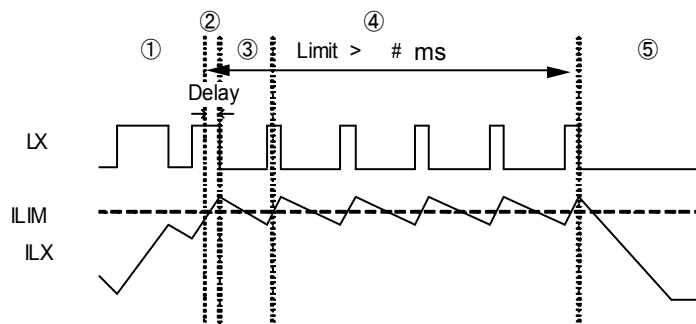 ① ② ③ ④ ⑤
Limit > # ms
Delay
LX
ILIM
ILX